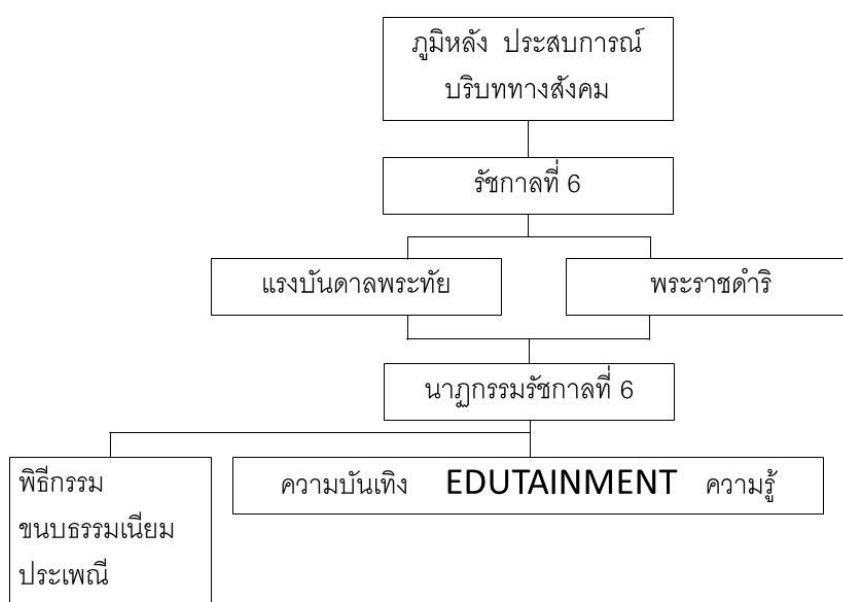 ภูมิหลัง ประสบการณ์
บริบททางสังคม
รัชกาลที่ 6
แรงบันดาลพระทัย
พระราชดำริ
นาฏกรรมรัชกาลที่ 6
พิธีกรรม
ขนบธรรมเนียม
ประเพณี
ความบันเทิง EDUTAINMENT ความรู้